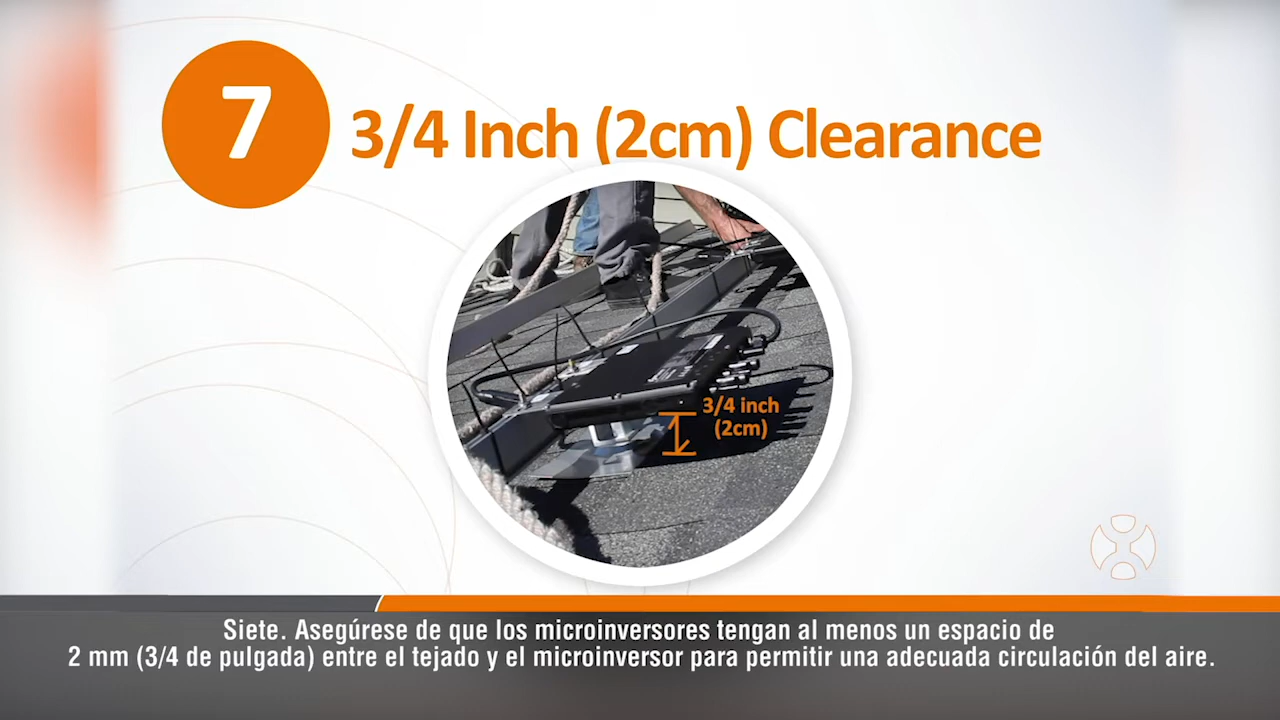 7
3/4 Inch (2cm) Clearance
3/4 inch
(2cm)
Siete. Asegúrese de que los microinversores tengan al menos un espacio de
2 mm (3/4 de pulgada) entre el tejado y el microinversor para permitir una adecuada circulación del aire.